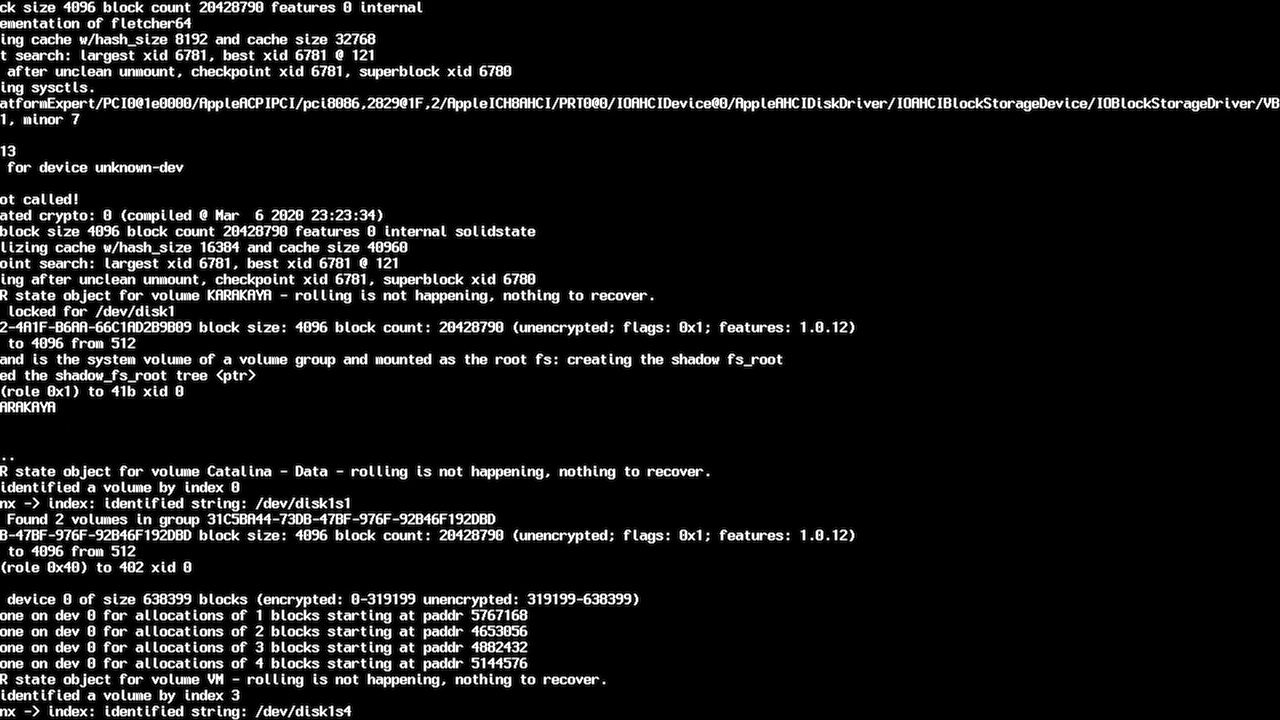 ck size 4096 block count 20428790 features 0 internal
ementation of fletcher64
ing cache w/hash_size 8192 and cache size 32768
t search: largest xid 6781, best xid 6781 @ 121
after unclean unmount, checkpoint xid 6781, superblock xid 6780
ing sysctls.
atformExpert/PCI0@1e0000/AppleACPIPCI/pci8086,2829@1F,2/AppleICH8AHCI/PRT0@0/IOAHCIDevice@0/AppleAHCIDiskDriver/IOAHCIBlockStorageDevice/IOBlockStorageDriver/VB
1, minor 7
13
for device unknown-dev
ot called!
ated crypto: 0 (compiled @ Mar  6 2020 23:23:34)
block size 4096 block count 20428790 features 0 internal solidstate
lizing cache w/hash_size 16384 and cache size 40960
oint search: largest xid 6781, best xid 6781 @ 121
ing after unclean unmount, checkpoint xid 6781, superblock xid 6780
R state object for volume KARAKAYA - rolling is not happening, nothing to recover.
locked for /dev/disk1
2-4A1F-B6AA-66C1AD2B9B09 block size: 4096 block count: 20428790 (unencrypted; flags: 0x1; features: 1.0.12)
to 4096 from 512
and is the system volume of a volume group and mounted as the root fs: creating the shadow fs_root
ed the shadow_fs_root tree <ptr>
(role 0x1) to 41b xid 0
ARAKAYA
..
R state object for volume Catalina - Data - rolling is not happening, nothing to recover.
identified a volume by index 0
nx -> index: identified string: /dev/disk1s1
Found 2 volumes in group 31C5BA44-73DB-47BF-976F-92B46F192DBD
B-47BF-976F-92B46F192DBD block size: 4096 block count: 20428790 (unencrypted; flags: 0x1; features: 1.0.12)
to 4096 from 512
(role 0x40) to 402 xid 0
device 0 of size 638399 blocks (encrypted: 0-319199 unencrypted: 319199-638399)
one on dev 0 for allocations of 1 blocks starting at paddr 5767168
one on dev 0 for allocations of 2 blocks starting at paddr 4653056
one on dev 0 for allocations of 3 blocks starting at paddr 4882432
one on dev 0 for allocations of 4 blocks starting at paddr 5144576
R state object for volume VM - rolling is not happening, nothing to recover.
identified a volume by index 3
nx -> index: identified string: /dev/disk1s4